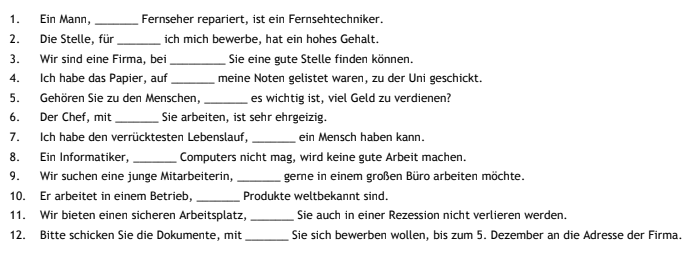 1. Ein Mann, _______ Fernseher repariert, ist ein Fernsehtechniker.
2. Die Stelle, für _______ ich mich bewerbe, hat ein hohes Gehalt.
3. Wir sind eine Firma, bei _________ Sie eine gute Stelle finden können.
4. Ich habe das Papier, auf _______ meine Noten gelistet waren, zu der Uni geschickt.
5. Gehören Sie zu den Menschen, _______ es wichtig ist, viel Geld zu verdienen?
6. Der Chef, mit _______ Sie arbeiten, ist sehr ehrgeizig.
7. Ich habe den verrücktesten Lebenslauf, _______ ein Mensch haben kann.
8. Ein Informatiker, _______ Computers nicht mag, wird keine gute Arbeit machen.
9. Wir suchen eine junge Mitarbeiterin, _______ gerne in einem großen Büro arbeiten möchte.
10. Er arbeitet in einem Betrieb, _______ Produkte weltbekannt sind.
11. Wir bieten einen sicheren Arbeitsplatz, _______ Sie auch in einer Rezession nicht verlieren werden.
12. Bitte schicken Sie die Dokumente, mit _______ Sie sich bewerben wollen, bis zum 5. Dezember an die Adresse der Firma.